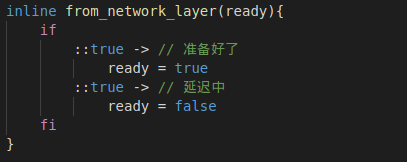 inline from_network_layer(ready){
    if
        ::true -> // 准备好了
            ready = true
        ::true -> // 延迟中
            ready = false
    fi
}